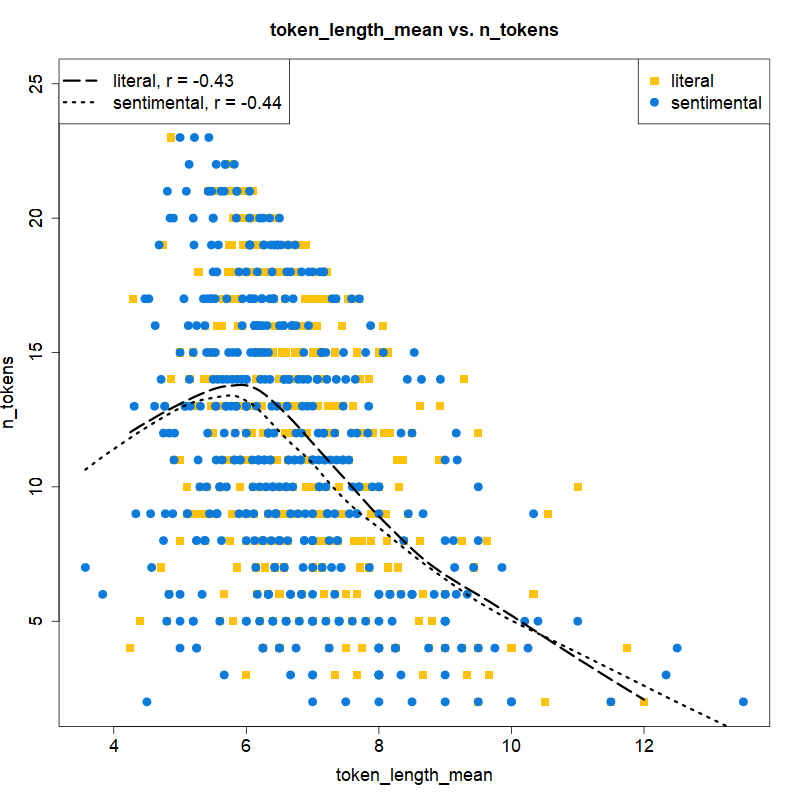 token_length_mean vs. n_tokens
literal, r = -0.43
sentimental, r = -0.44
literal
sentimental
25
20
15
10
5
n_tokens
4 6 8 10 12
token_length_mean